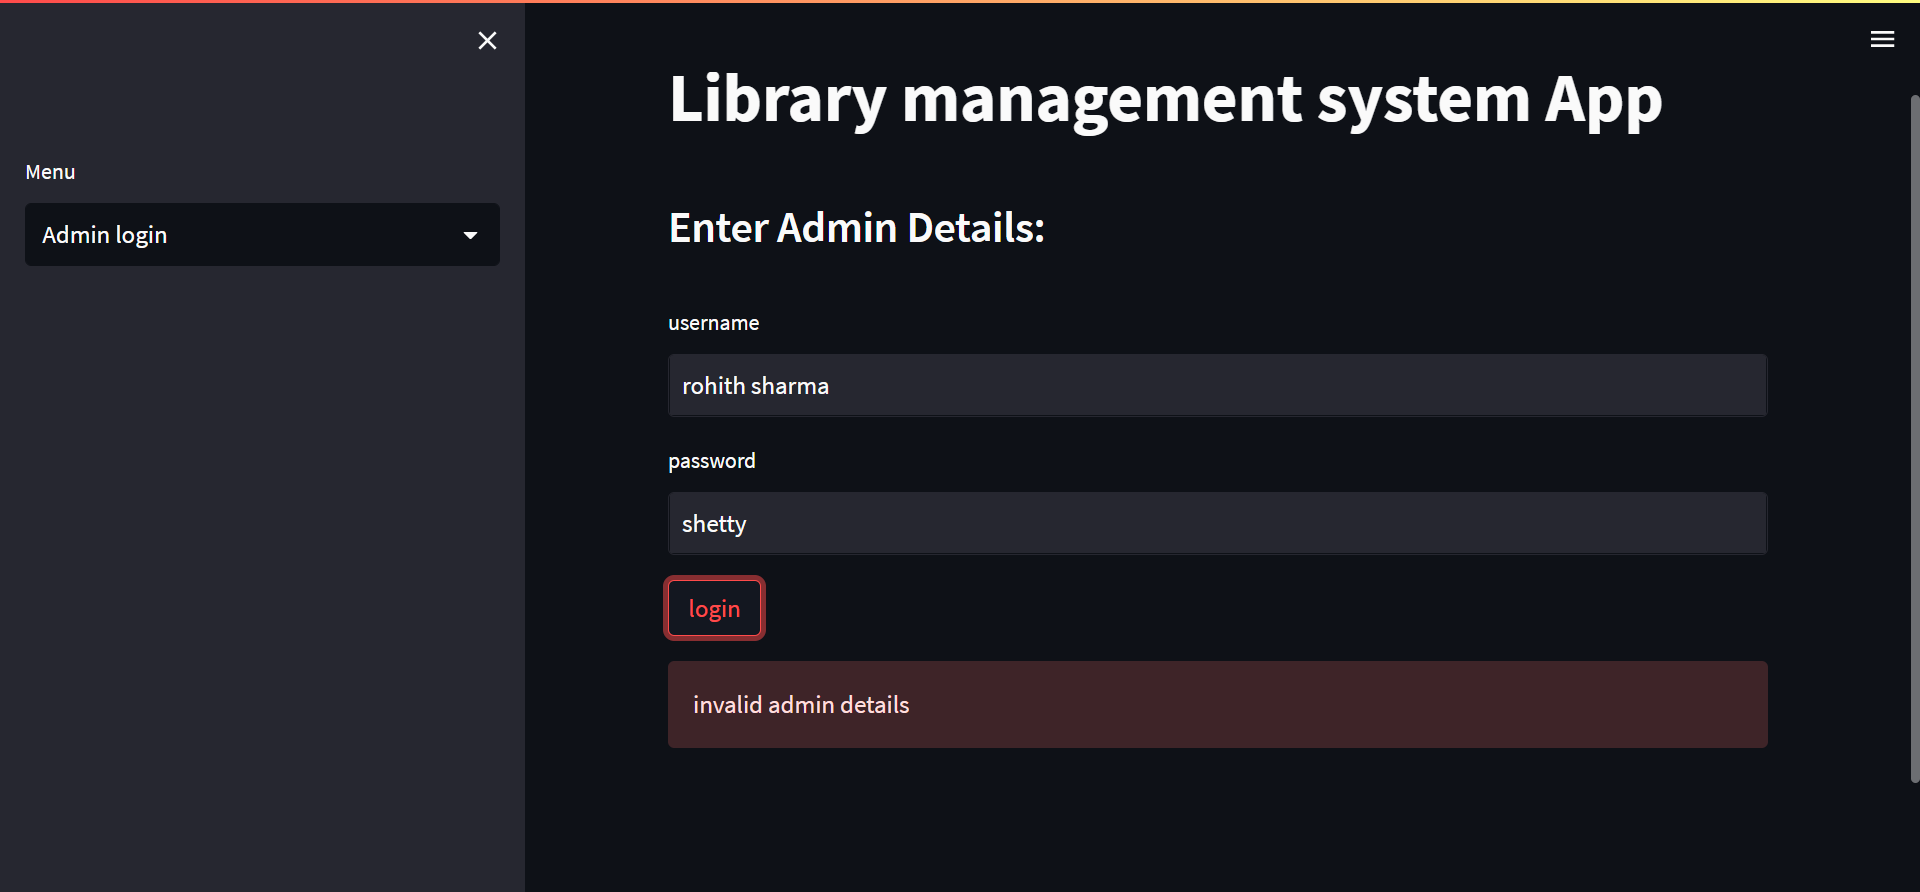 Menu
Admin login
Library management system App
Enter Admin Details:
username
rohith sharma
password
shetty
login
invalid admin details